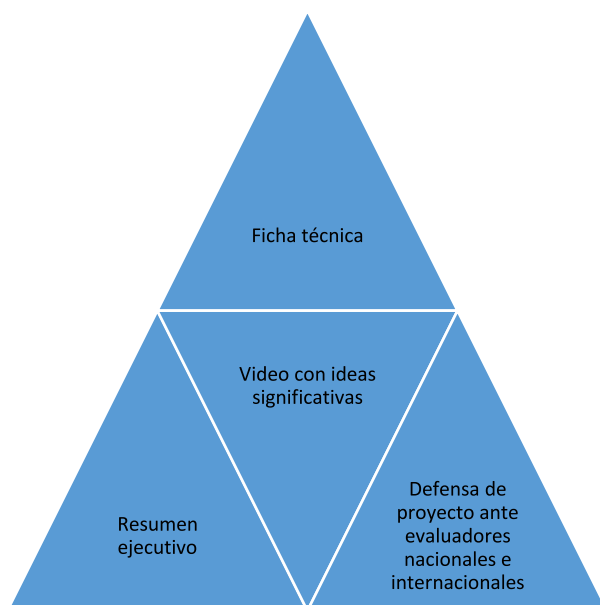 Ficha técnica
Video con ideas
significativas
Resumen
ejecutivo
Defensa de
proyecto ante
evaluadores
nacionales e
internacionales